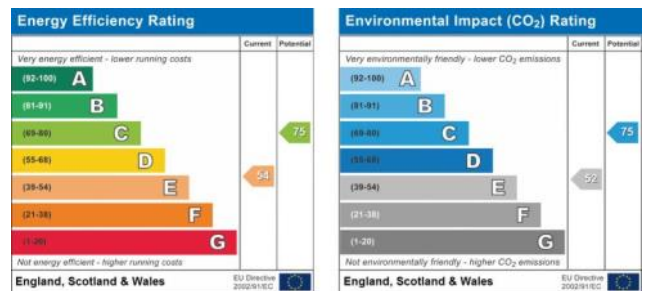 Energy Efficiency Rating
Current Potential
Very energy efficient - lower running costs
(92-100) A
(81-91) B
(69-80) C
75
(55-68) D
54
(39-54) E
(21-38) F
(1-20) G
Not energy efficient - higher running costs
England, Scotland & Wales
EU Directive
2002/91/EC
Environmental Impact (CO₂) Rating
Current Potential
Very environmentally friendly - lower CO₂ emissions
(92-100) A
(81-91) B
(69-80) C
75
(55-68) D
(39-54) E
52
(21-38) F
(1-20) G
Not environmentally friendly - higher CO₂ emissions
England, Scotland & Wales
EU Directive
2002/91/EC